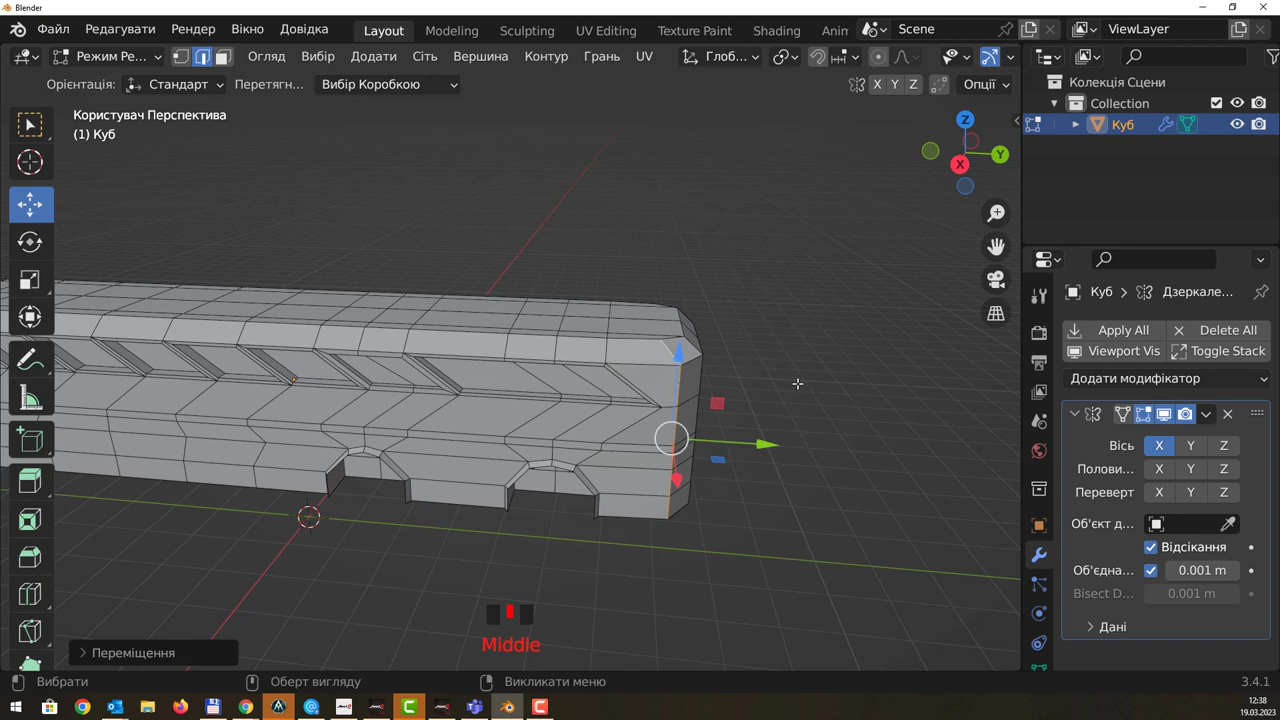 Blender
Файл Редагувати Рендер Вікно Довідка Layout Modeling Sculpting UV Editing Texture Paint Shading Anin Scene ViewLayer
Режим Ре... Огляд Вибір Додати Сіть Вершина Контур Грань UV Глоб...
Орієнтація: Стандарт Перетягн... Вибір Коробкою X Y Z Опції
Користувач Перспектива
(1) Куб
Z
Y
X
Колекція Сцени
Collection
Куб
Куб Дзеркале...
Apply All Delete All
Viewport Vis Toggle Stack
Додати модифікатор
Вісь X Y Z
Полови... X Y Z
Переверт X Y Z
Об'єкт д...
Відсікання
Об'єдна... 0.001 m
Bisect D... 0.001 m
Дані
Middle
Переміщення
Вибрати Оберт вигляду Викликати меню 3.4.1
12:38
19.03.2023